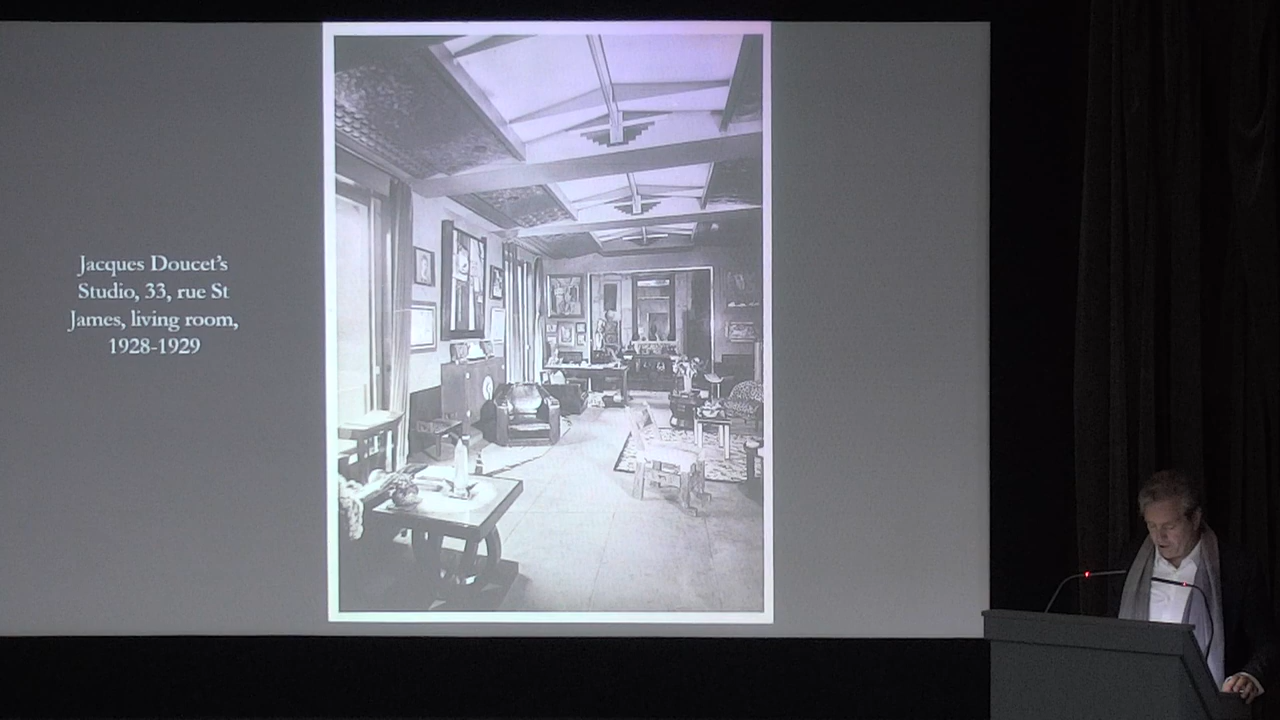 Jacques Doucet's
Studio, 33, rue St
James, living room,
1928-1929